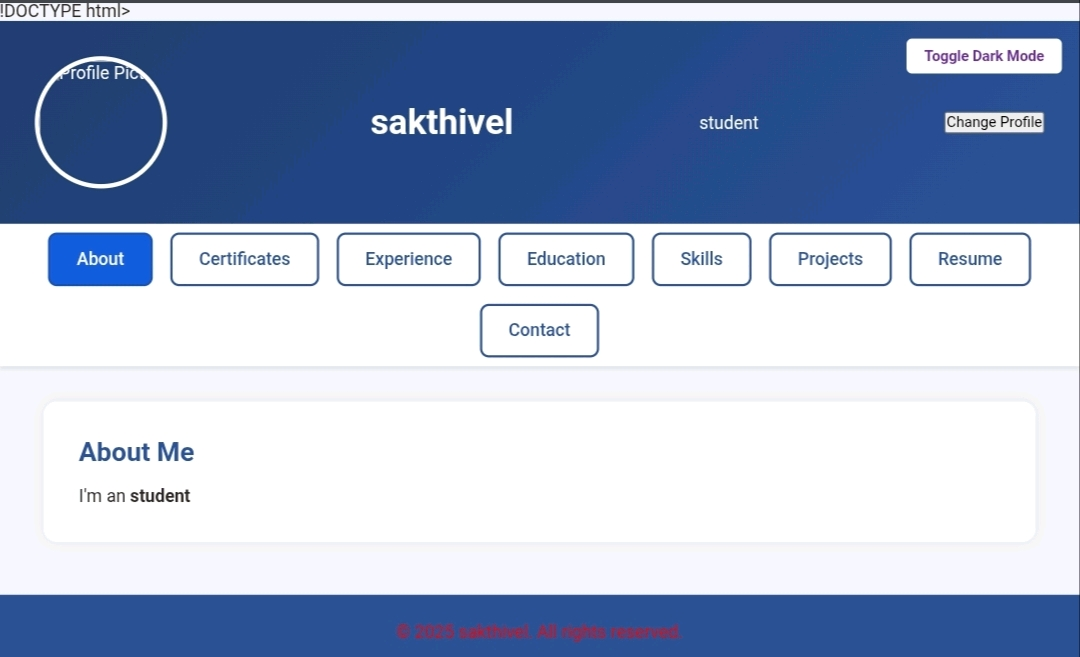 !DOCTYPE html>
Toggle Dark Mode
Profile Pict
sakthivel
student
Change Profile
About
Certificates
Experience
Education
Skills
Projects
Resume
Contact
About Me
I'm an student
© 2025 sakthivel. All rights reserved.